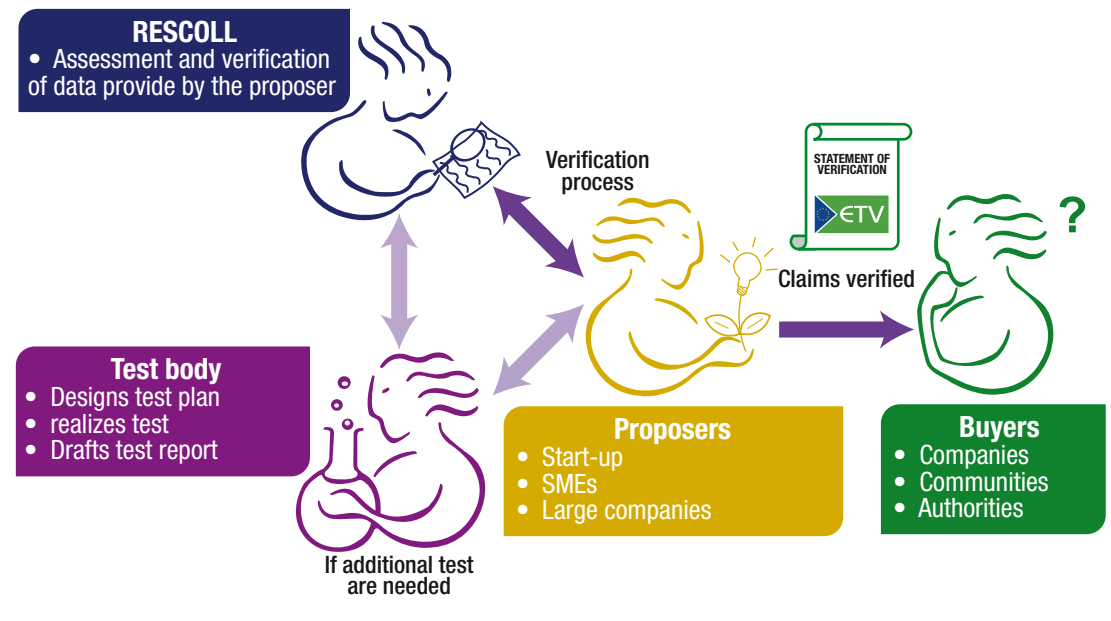 RESCOLL
• Assessment and verification
of data provide by the proposer
Verification
process
STATEMENT OF
VERIFICATION
ETV
?
Claims verified
Test body
• Designs test plan
• realizes test
• Drafts test report
If additional test
are needed
Proposers
• Start-up
• SMEs
• Large companies
Buyers
• Companies
• Communities
• Authorities